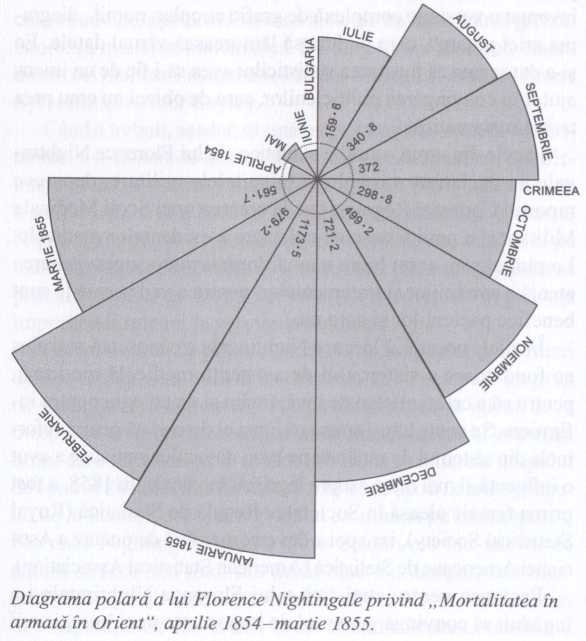 IULIE
AUGUST
SEPTEMBRIE
CRIMEEA
OCTOMBRIE
NOIEMBRIE
DECEMBRIE
IANUARIE 1855
FEBRUARIE
MARTIE 1855
APRILIE 1854
MAI
IUNIE
BULGARIA
159·8
340·8
372
298·8
499·2
721·2
1173·5
979·2
561·7
Diagrama polară a lui Florence Nightingale privind „Mortalitatea în
armată în Orient“, aprilie 1854–martie 1855.